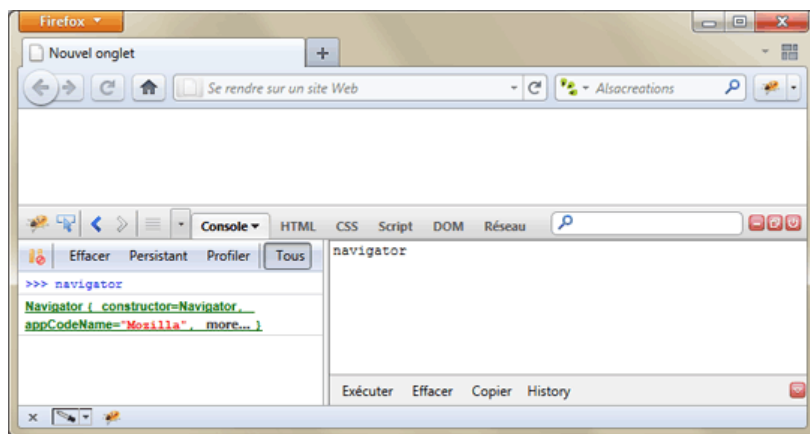 Firefox
Nouvel onglet
Se rendre sur un site Web
Alsacreations
Console HTML CSS Script DOM Réseau
Effacer Persistant Profiler Tous
>>> navigator
Navigator { constructor=Navigator,
appCodeName="Mozilla", more... }
navigator
Exécuter Effacer Copier History